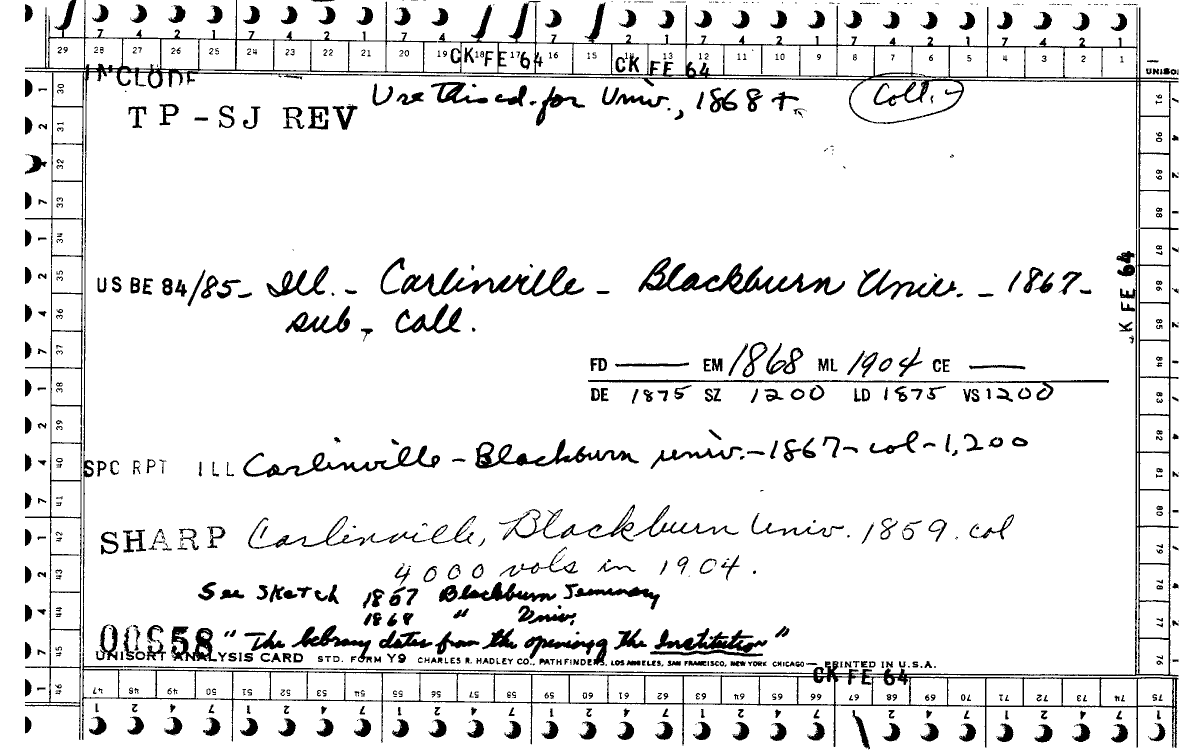 7 4 2 1 7 4 2 1 7 4 2 1 7 4 2 1 7 4 2 1
29 28 27 26 25 24 23 22 21 20 19 18 17 16 15 14 13 12 11 10 9 8 7 6 5 4 3 2 1
CK FE 64 CK FE 64
UNISO
INCLUDE
TP-SJ REV Use this cd. for Univ., 1868+. Coll.
US BE 84/85- Ill. - Carlinville - Blackburn Univ. - 1867-
sub - Coll.
FD — EM 1868 ML 1904 CE —
DE 1875 SZ 1200 LD 1875 VS 1200
SPC RPT ILL Carlinville - Blackburn univ. - 1867 - col - 1,200
SHARP Carlinville, Blackburn Univ. 1859. col
4000 vols in 1904.
See Sketch 1857 Blackburn Seminary
1868 " Univ.
"The library dates from the opening of the Institution"
UNISORT ANALYSIS CARD STD. FORM Y9 CHARLES R. HADLEY CO., PATHFINDERS, LOS ANGELES, SAN FRANCISCO, NEW YORK CHICAGO — PRINTED IN U.S.A.
CK FE 64
47 48 49 50 51 52 53 54 55 56 57 58 59 60 61 62 63 64 65 66 67 68 69 70 71 72 73 74 75
1 2 4 7 1 2 4 7 1 2 4 7 1 2 4 7 1 2 4 7 1 2 4 7 1
1 30
2 31
32
7 33
1 34
2 35
4 36
7 37
1 38
2 39
4 40
7 41
1 42
2 43
4 44
7 45
1 46
91
90
89
88
87
86
85
84
83
82
81
80
79
78
77
76
K FE 64